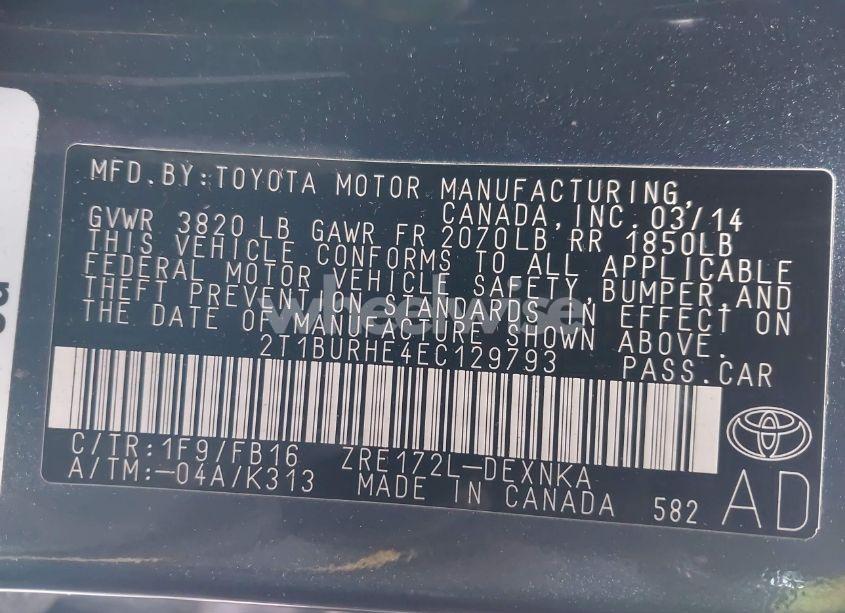 MFD.BY:TOYOTA MOTOR MANUFACTURING,
CANADA,INC.03/14
GVWR 3820 LB GAWR FR 2070LB RR 1850LB
THIS VEHICLE CONFORMS TO ALL APPLICABLE
FEDERAL MOTOR VEHICLE SAFETY,BUMPER,AND
THEFT PREVENTION STANDARDS IN EFFECT ON
THE DATE OF MANUFACTURE SHOWN ABOVE.
wheelwise
2T1BURHE4EC129793 PASS.CAR
C/TR:1F9/FB16 ZRE172L-DEXNKA
A/TM:-04A/K313 MADE IN CANADA 582
AD